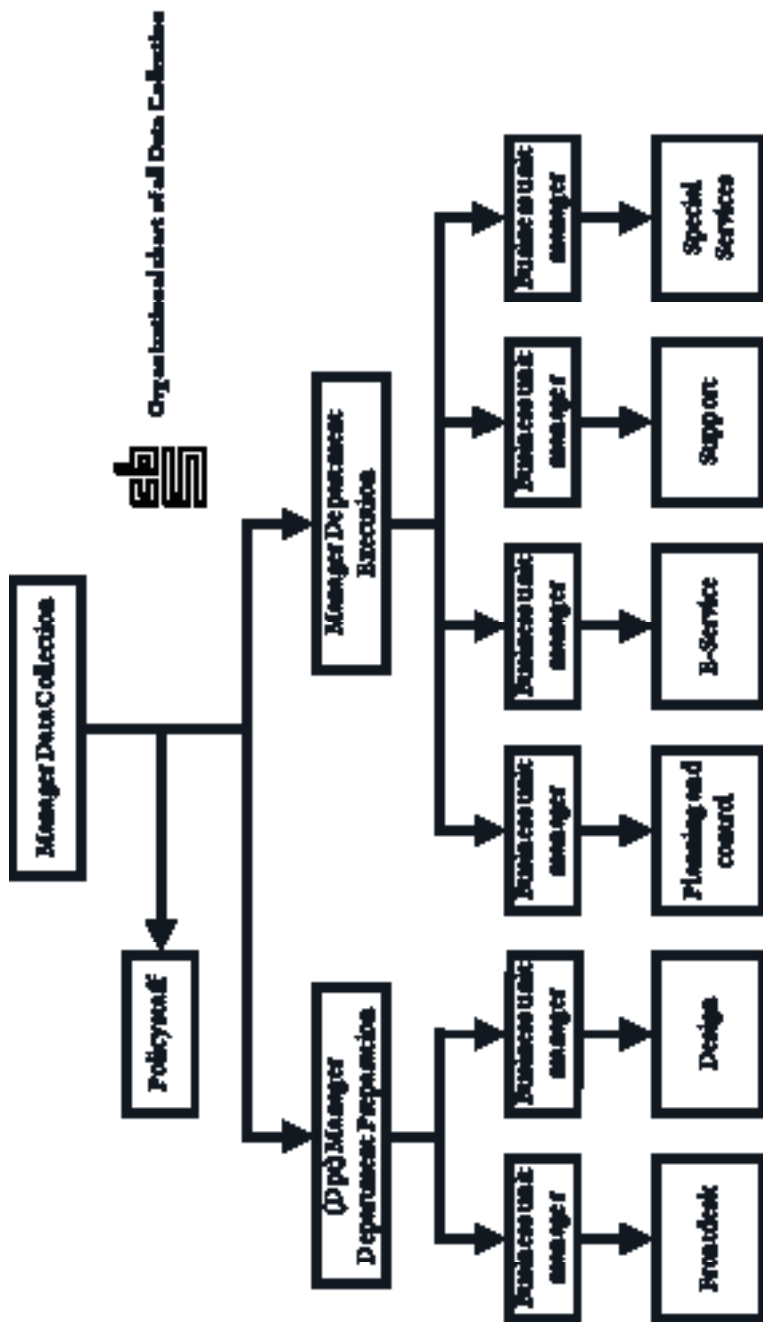 Organizational chart of all Data Collection
Manager Data Collection
Policy staff
(Dpt) Manager
Department Preparation
Manager Department
Execution
Business unit
manager
Business unit
manager
Business unit
manager
Business unit
manager
Business unit
manager
Business unit
manager
Frontdesk
Design
Planning and
control
E-Service
Support
Special
Services